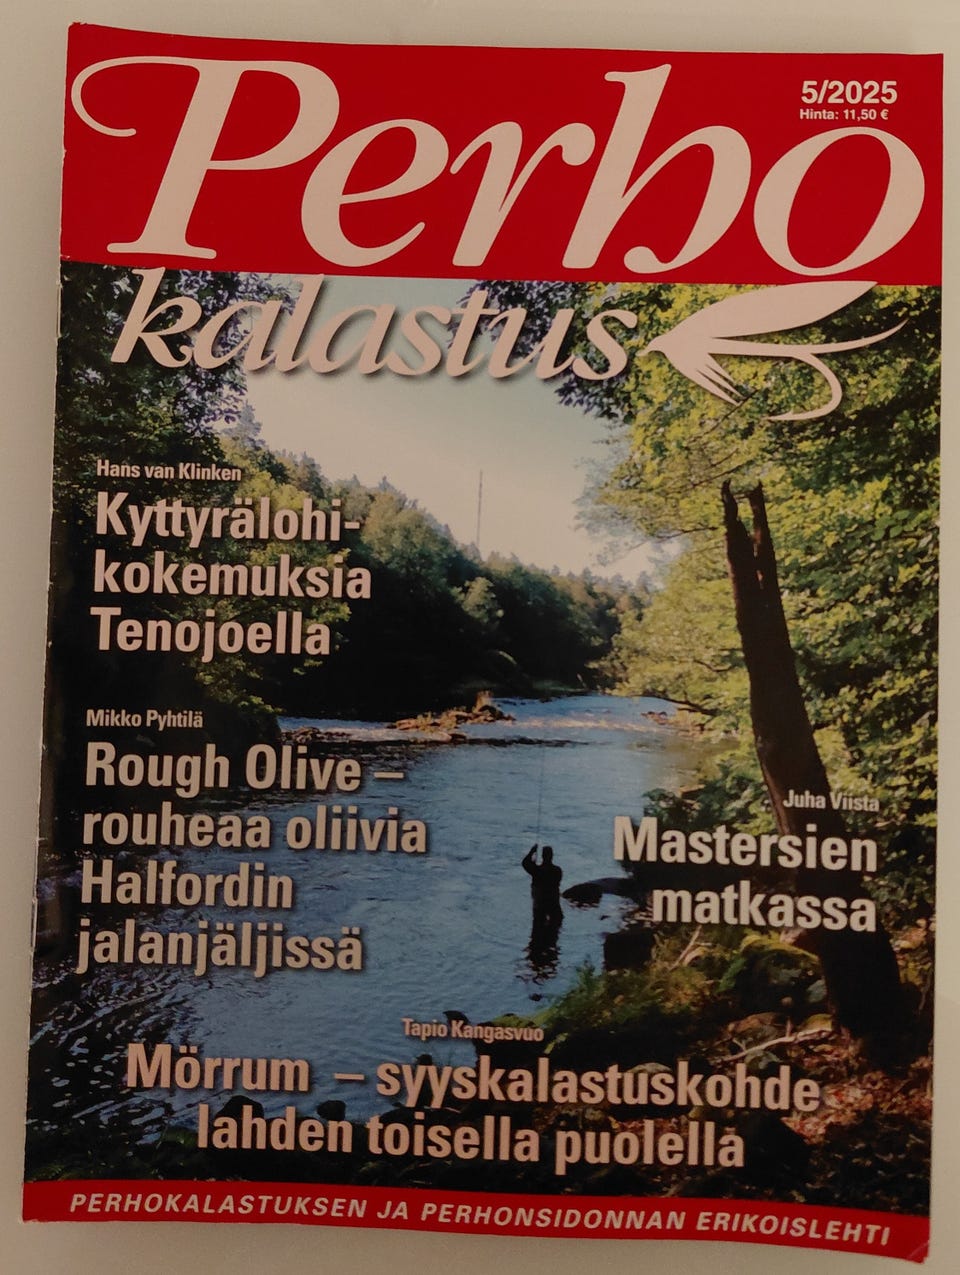 Perho
5/2025
Hinta: 11,50 €
kalastus
Hans van Klinken
Kyttyrälohi-
kokemuksia
Tenojoella
Mikko Pyhtilä
Rough Olive –
rouheaa oliivia
Halfordin
jalanjäljissä
Juha Viista
Mastersien
matkassa
Tapio Kangasvuo
Mörrum – syyskalastuskohde
lahden toisella puolella
PERHOKALASTUKSEN JA PERHONSIDONNAN ERIKOISLEHTI